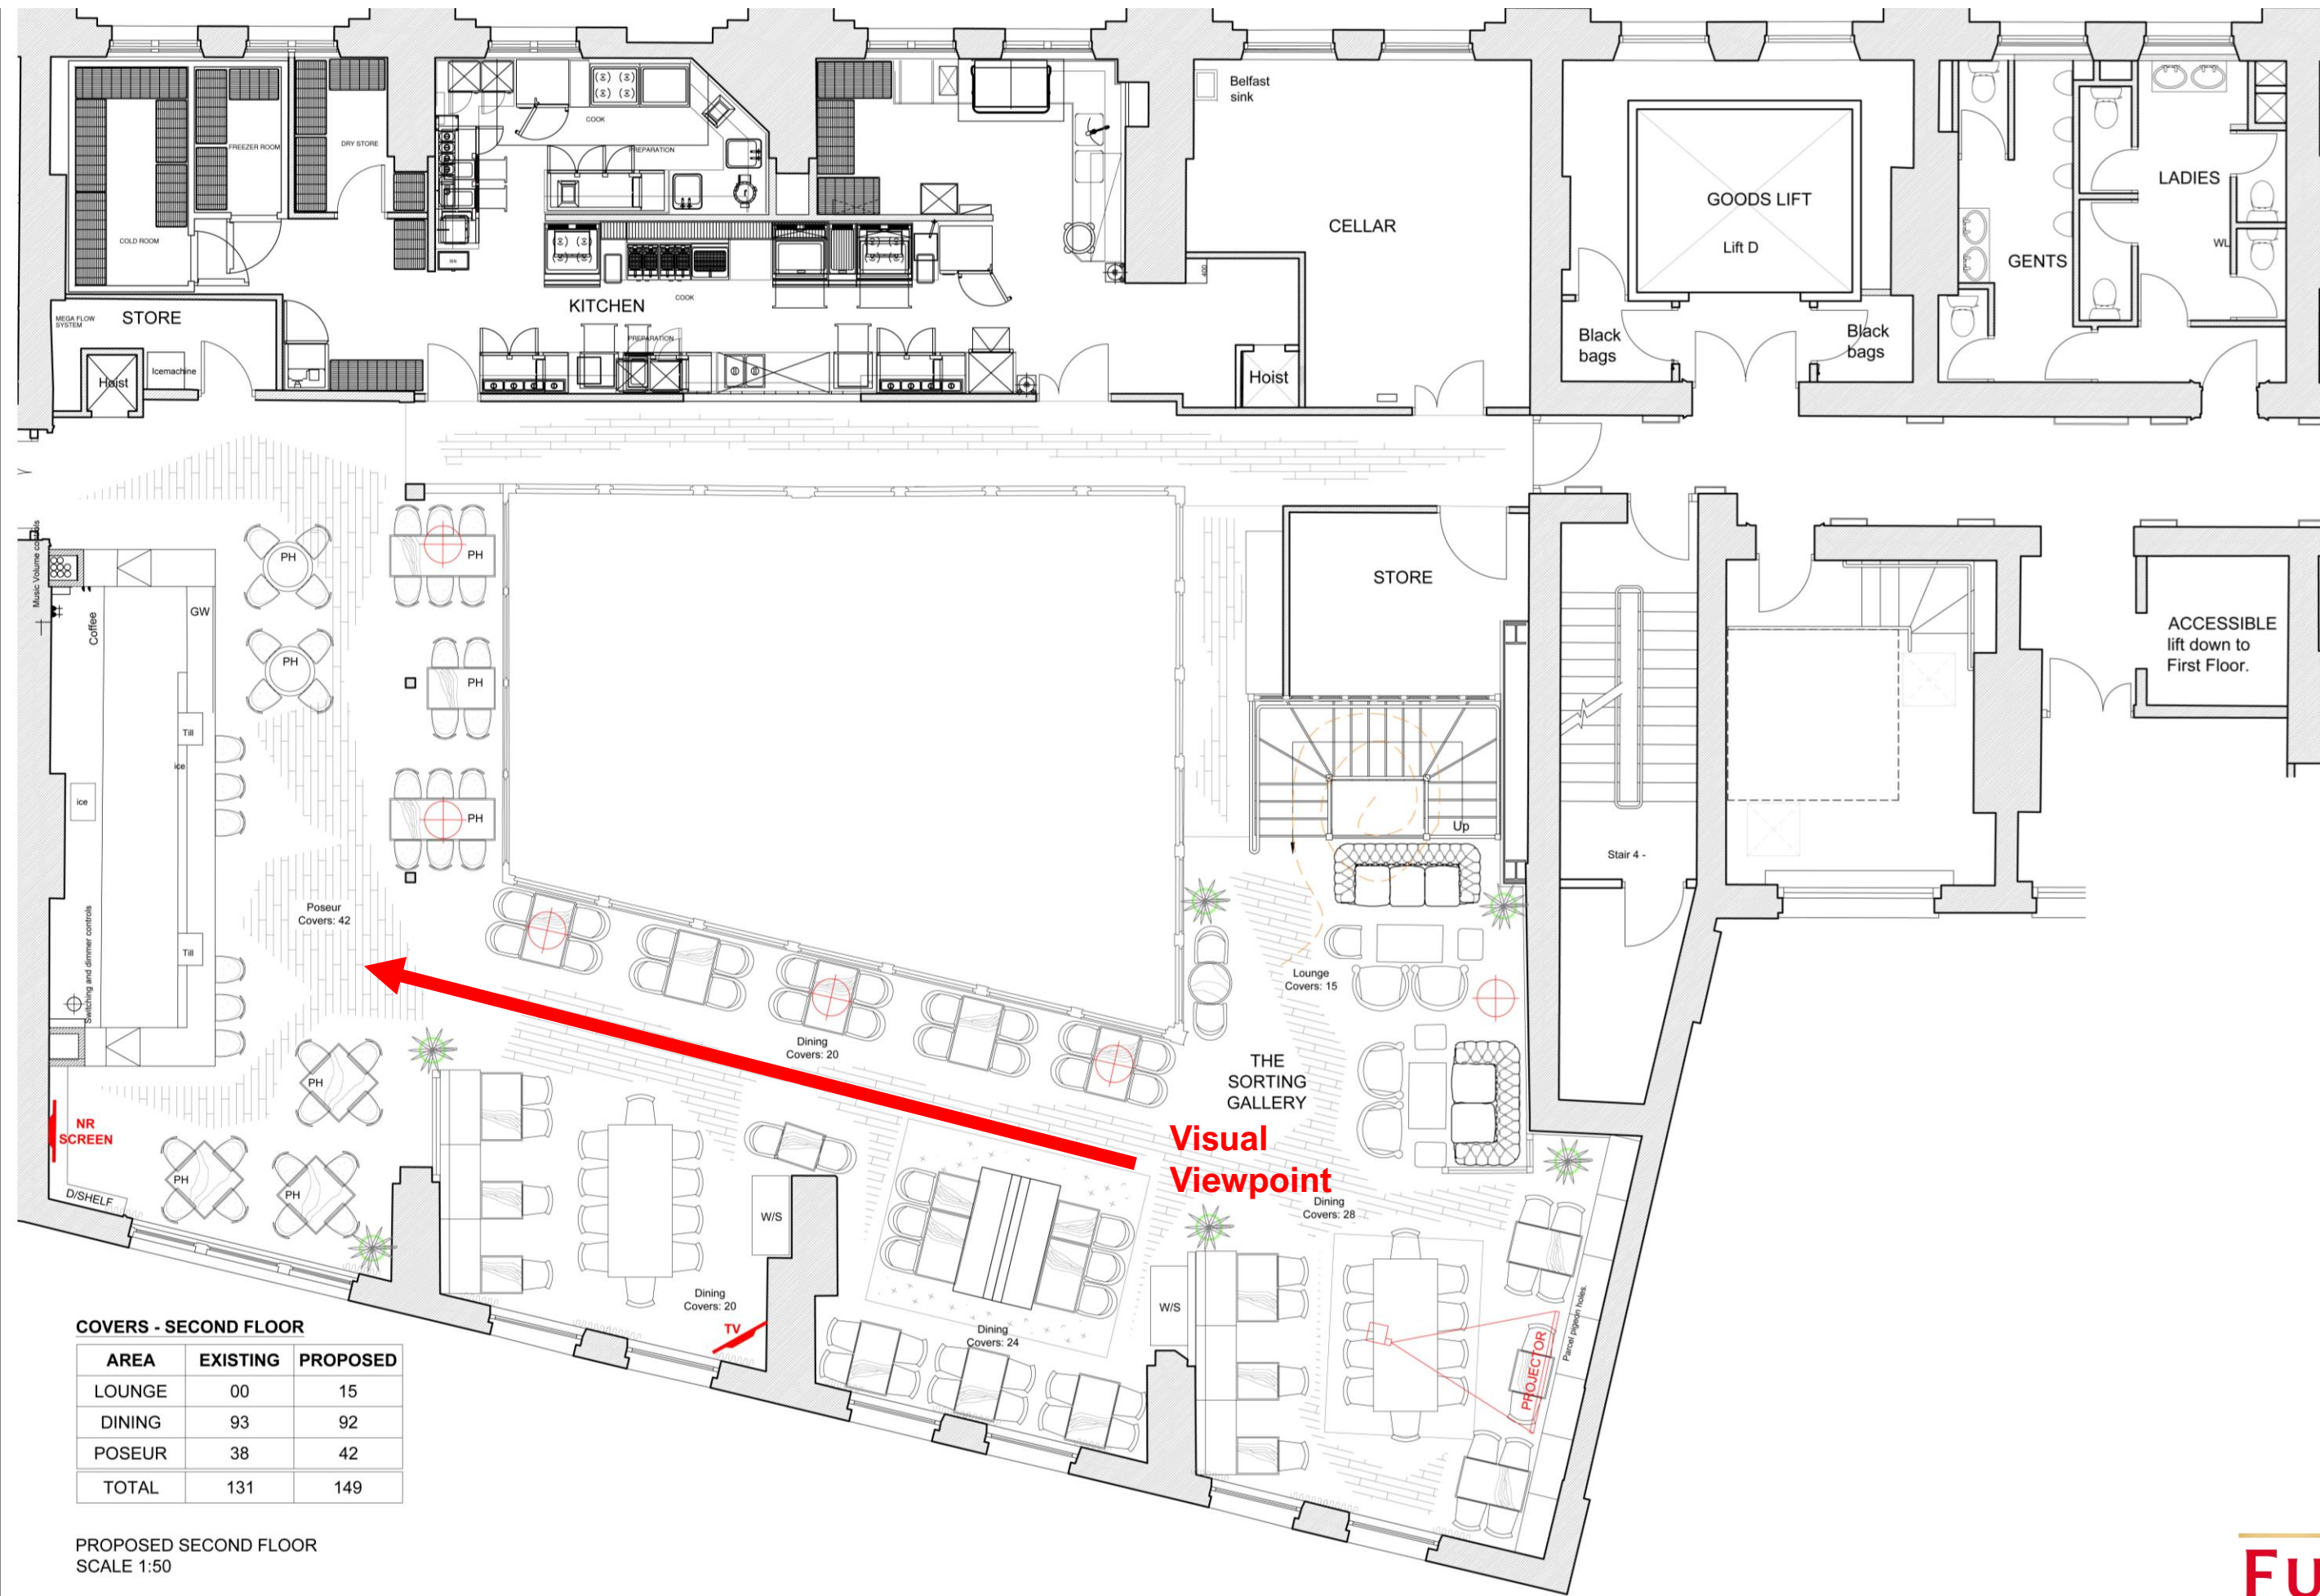 Belfast
sink
COOK
FREEZER ROOM
DRY STORE
PREPARATION
LADIES
GOODS LIFT
CELLAR
COLD ROOM
Lift D
WL
GENTS
400
KITCHEN
COOK
MEGA FLOW
SYSTEM
STORE
PREPARATION
Black
bags
Black
bags
Hoist
Icemachine
Hoist
Music Volume controls
PH
PH
STORE
Coffee
GW
ACCESSIBLE
lift down to
First Floor.
PH
PH
Till
ice
ice
PH
Up
Stair 4 -
Poseur
Covers: 42
Switching and dimmer controls
Till
Lounge
Covers: 15
Dining
Covers: 20
THE
SORTING
GALLERY
PH
NR
SCREEN
Visual
Viewpoint
PH
PH
D/SHELF
W/S
Dining
Covers: 28
Dining
Covers: 20
W/S
TV
Dining
Covers: 24
PROJECTOR
Parcel pigeon holes.
COVERS - SECOND FLOOR
AREA EXISTING PROPOSED
LOUNGE 00 15
DINING 93 92
POSEUR 38 42
TOTAL 131 149
PROPOSED SECOND FLOOR
SCALE 1:50
FU